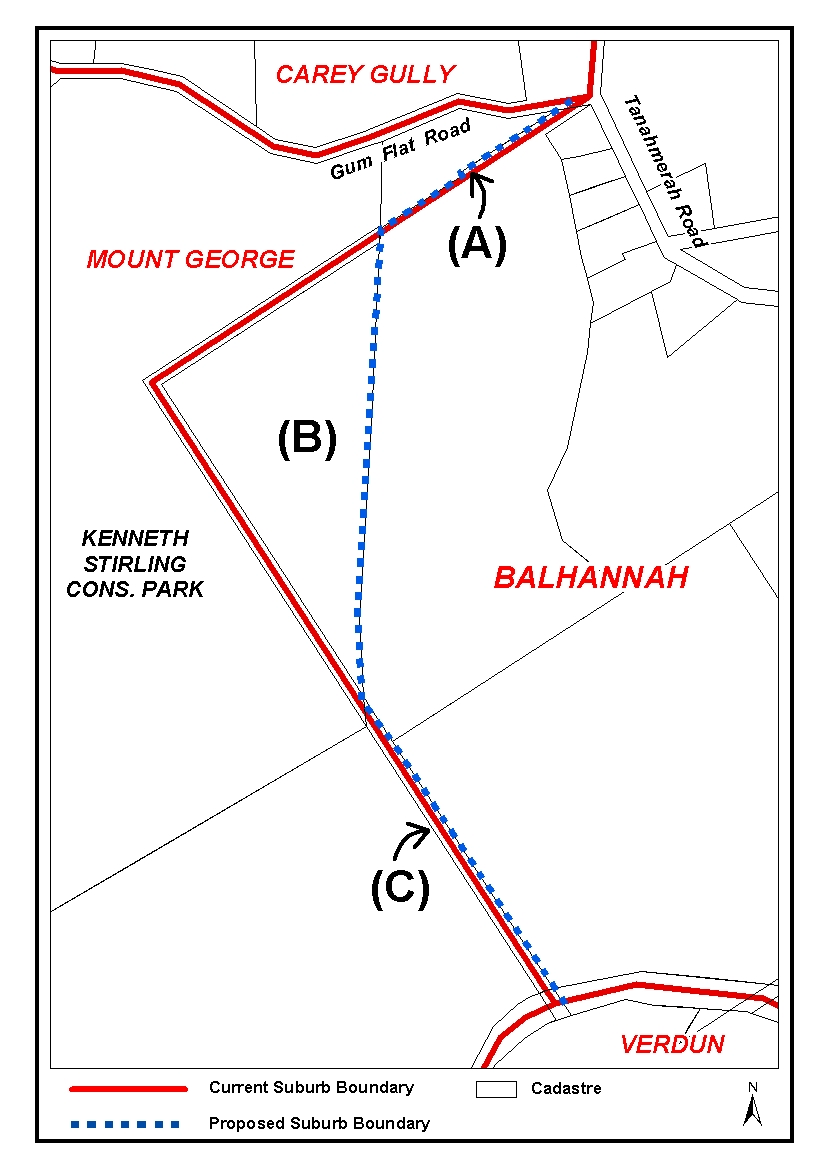 CAREY GULLY
Gum Flat Road
Tanahmerah Road
(A)
MOUNT GEORGE
(B)
KENNETH
STIRLING
CONS. PARK
BALHANNAH
(C)
VERDUN
Current Suburb Boundary
Cadastre
N
Proposed Suburb Boundary